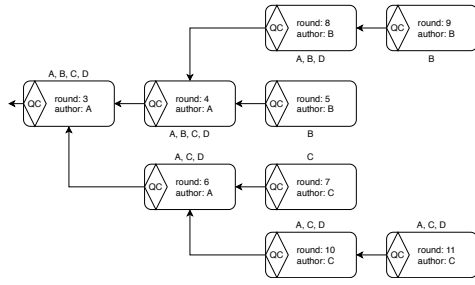 QC
round: 8
author: B
A, B, D
QC
round: 9
author: B
B
A, B, C, D
QC
round: 3
author: A
QC
round: 4
author: A
A, B, C, D
QC
round: 5
author: B
B
A, C, D
QC
round: 6
author: A
C
QC
round: 7
author: C
A, C, D
QC
round: 10
author: C
A, C, D
QC
round: 11
author: C